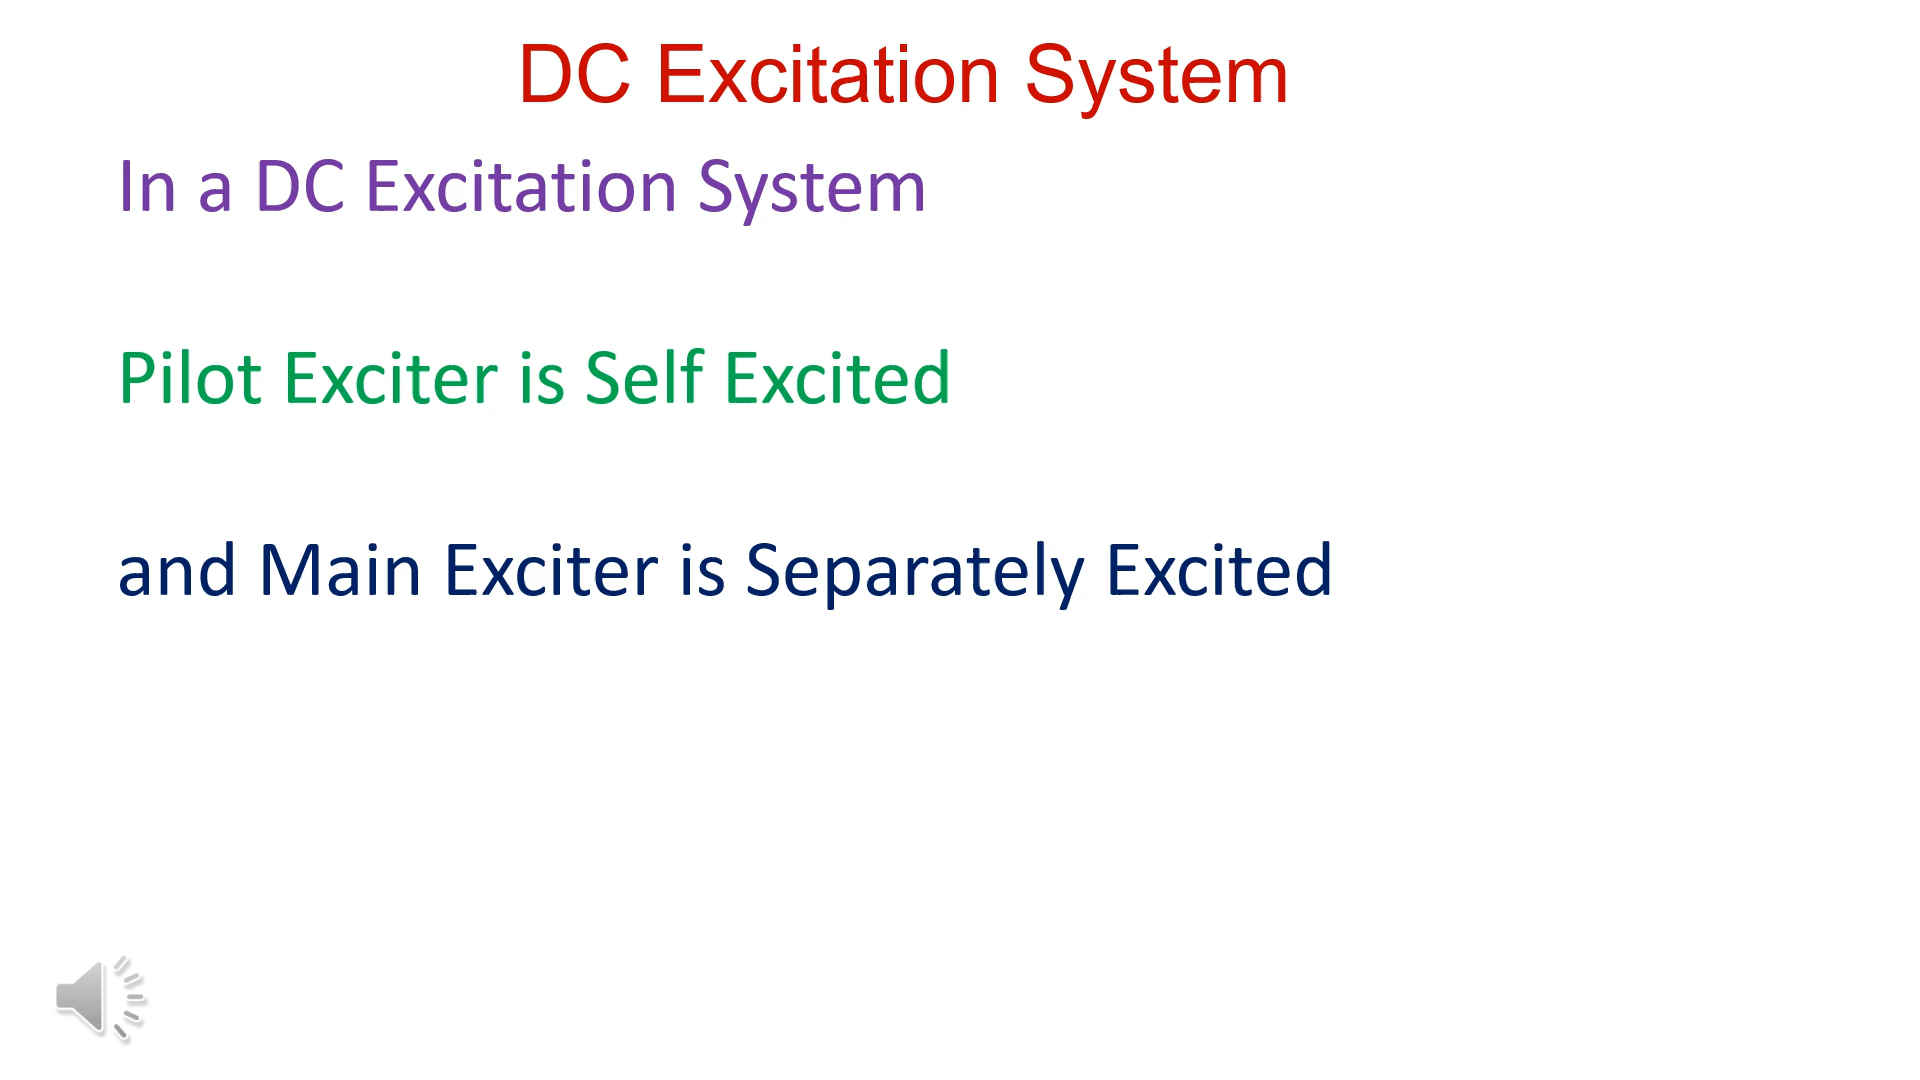 DC Excitation System
In a DC Excitation System
Pilot Exciter is Self Excited
and Main Exciter is Separately Excited